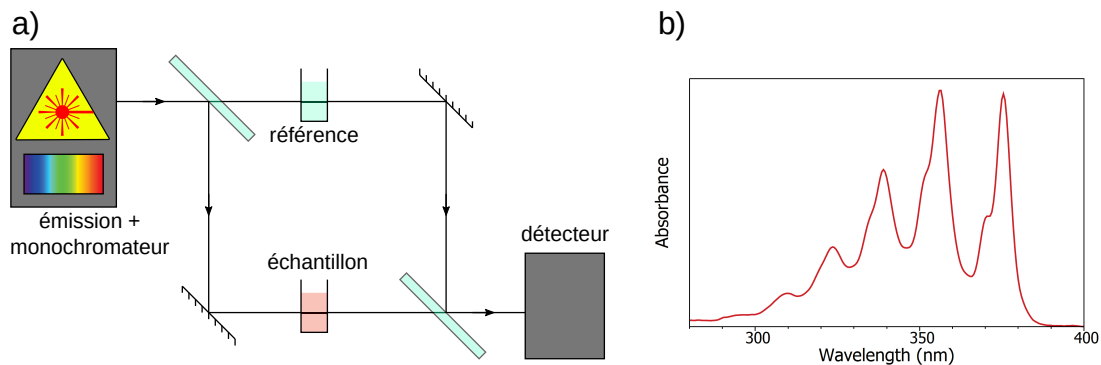 a)
émission +
monochromateur
référence
échantillon
détecteur
b)
Absorbance
300
350
400
Wavelength (nm)